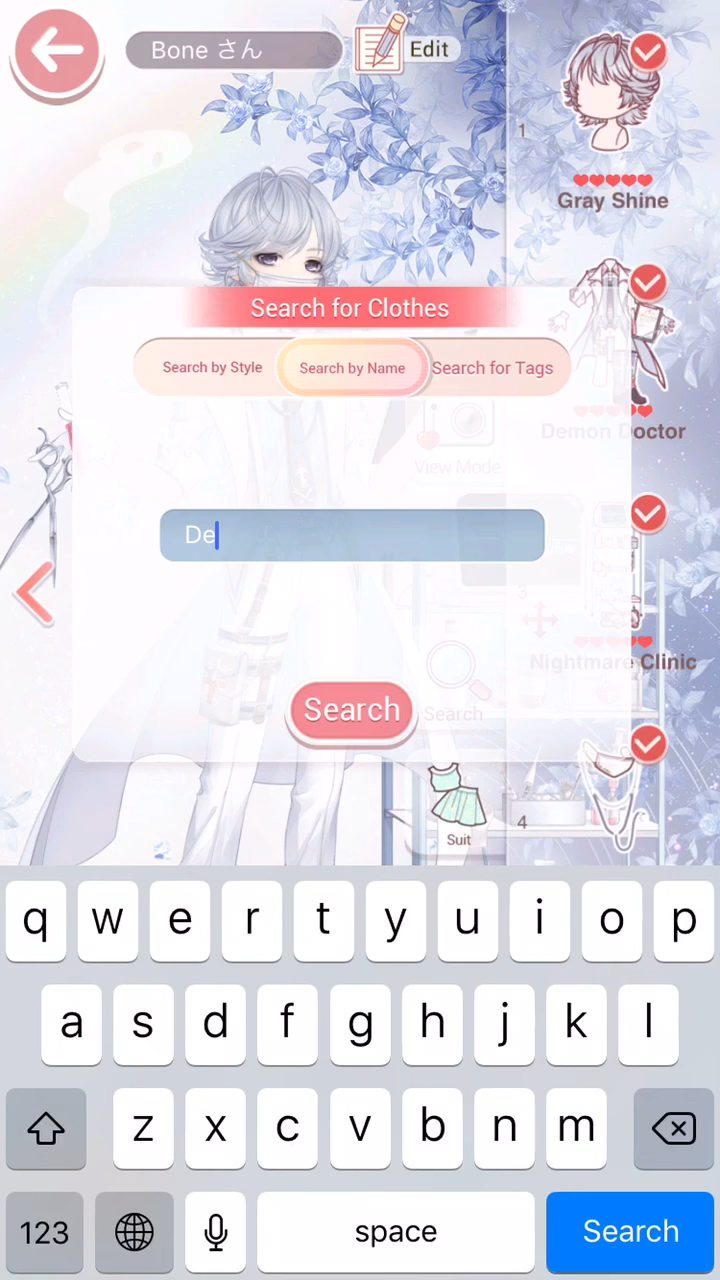 Bone さん
Edit
1
Gray Shine
Search for Clothes
Search by Style
Search by Name
Search for Tags
Demon Doctor
View Mode
De
3
Nightmare Clinic
Search
Search
Suit
4
q w e r t y u i o p
a s d f g h j k l
z x c v b n m
123
space
Search